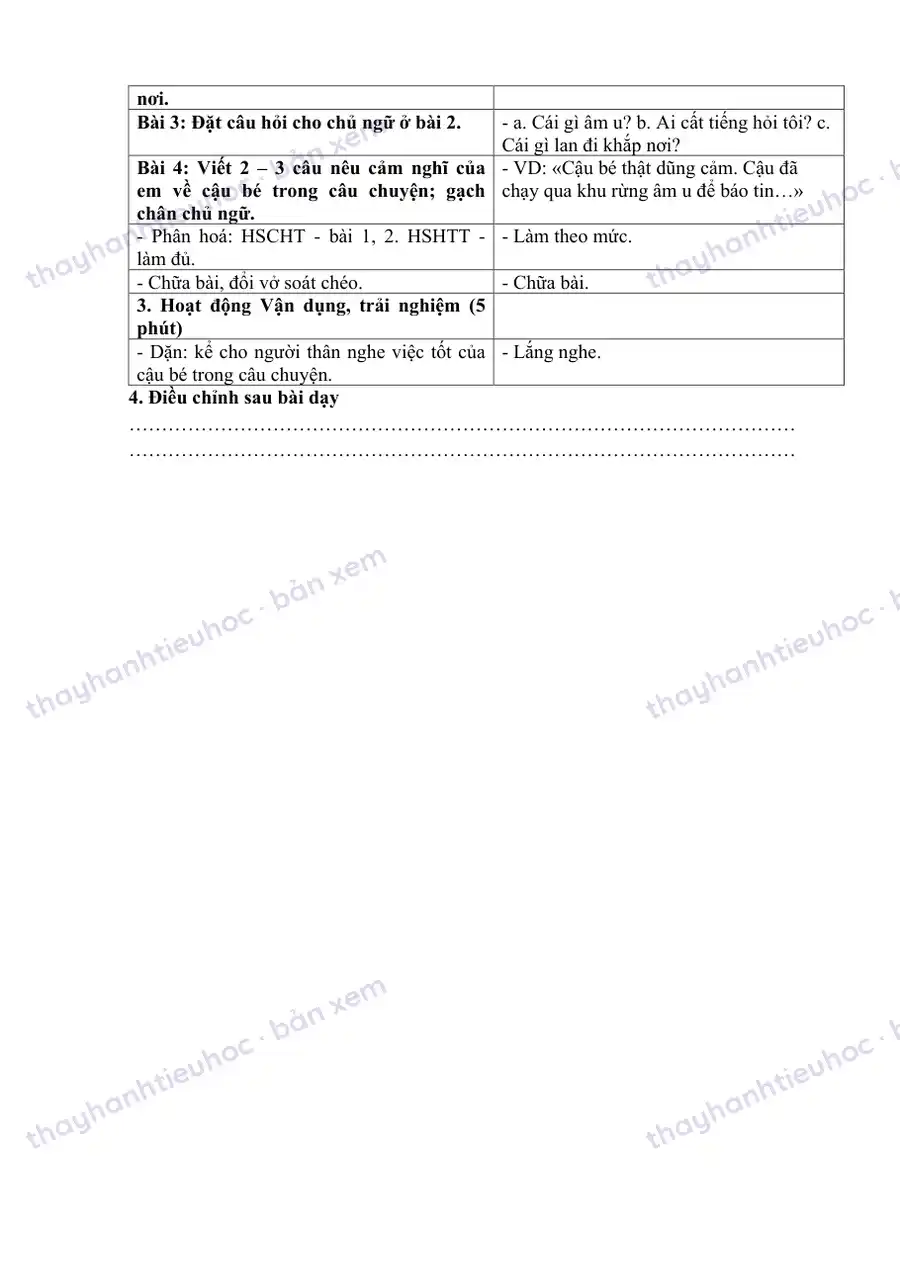 nơi.
Bài 3: Đặt câu hỏi cho chủ ngữ ở bài 2.
- a. Cái gì âm u? b. Ai cất tiếng hỏi tôi? c.
Cái gì lan đi khắp nơi?
Bài 4: Viết 2 – 3 câu nêu cảm nghĩ của
em về cậu bé trong câu chuyện; gạch
chân chủ ngữ.
- VD: «Cậu bé thật dũng cảm. Cậu đã
chạy qua khu rừng âm u để báo tin…»
- Phân hoá: HSCHT - bài 1, 2. HSHTT -
làm đủ.
- Làm theo mức.
- Chữa bài, đổi vở soát chéo.
- Chữa bài.
3. Hoạt động Vận dụng, trải nghiệm (5
phút)
- Dặn: kể cho người thân nghe việc tốt của
cậu bé trong câu chuyện.
- Lắng nghe.
4. Điều chỉnh sau bài dạy
…………………………………………………………………………………………
…………………………………………………………………………………………
thayhanhtieuhoc · bản xem
thayhanhtieuhoc · b
thayhanhtieuhoc · bản xem
thayhanhtieuhoc · b
thayhanhtieuhoc · bản xem
thayhanhtieuhoc · b